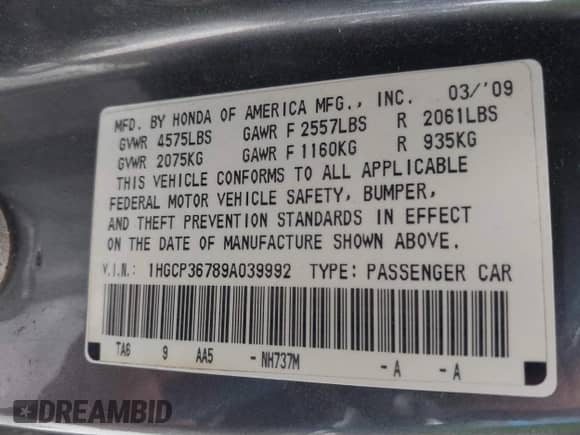 MFD. BY HONDA OF AMERICA MFG., INC. 03/'09
GVWR 4575LBS GAWR F 2557LBS R 2061LBS
GVWR 2075KG GAWR F 1160KG R 935KG
THIS VEHICLE CONFORMS TO ALL APPLICABLE
FEDERAL MOTOR VEHICLE SAFETY, BUMPER,
AND THEFT PREVENTION STANDARDS IN EFFECT
ON THE DATE OF MANUFACTURE SHOWN ABOVE.
V.I.N.: 1HGCP36789A039992 TYPE: PASSENGER CAR
TA6 9 AA5 - NH737M - A - A
DREAMBID